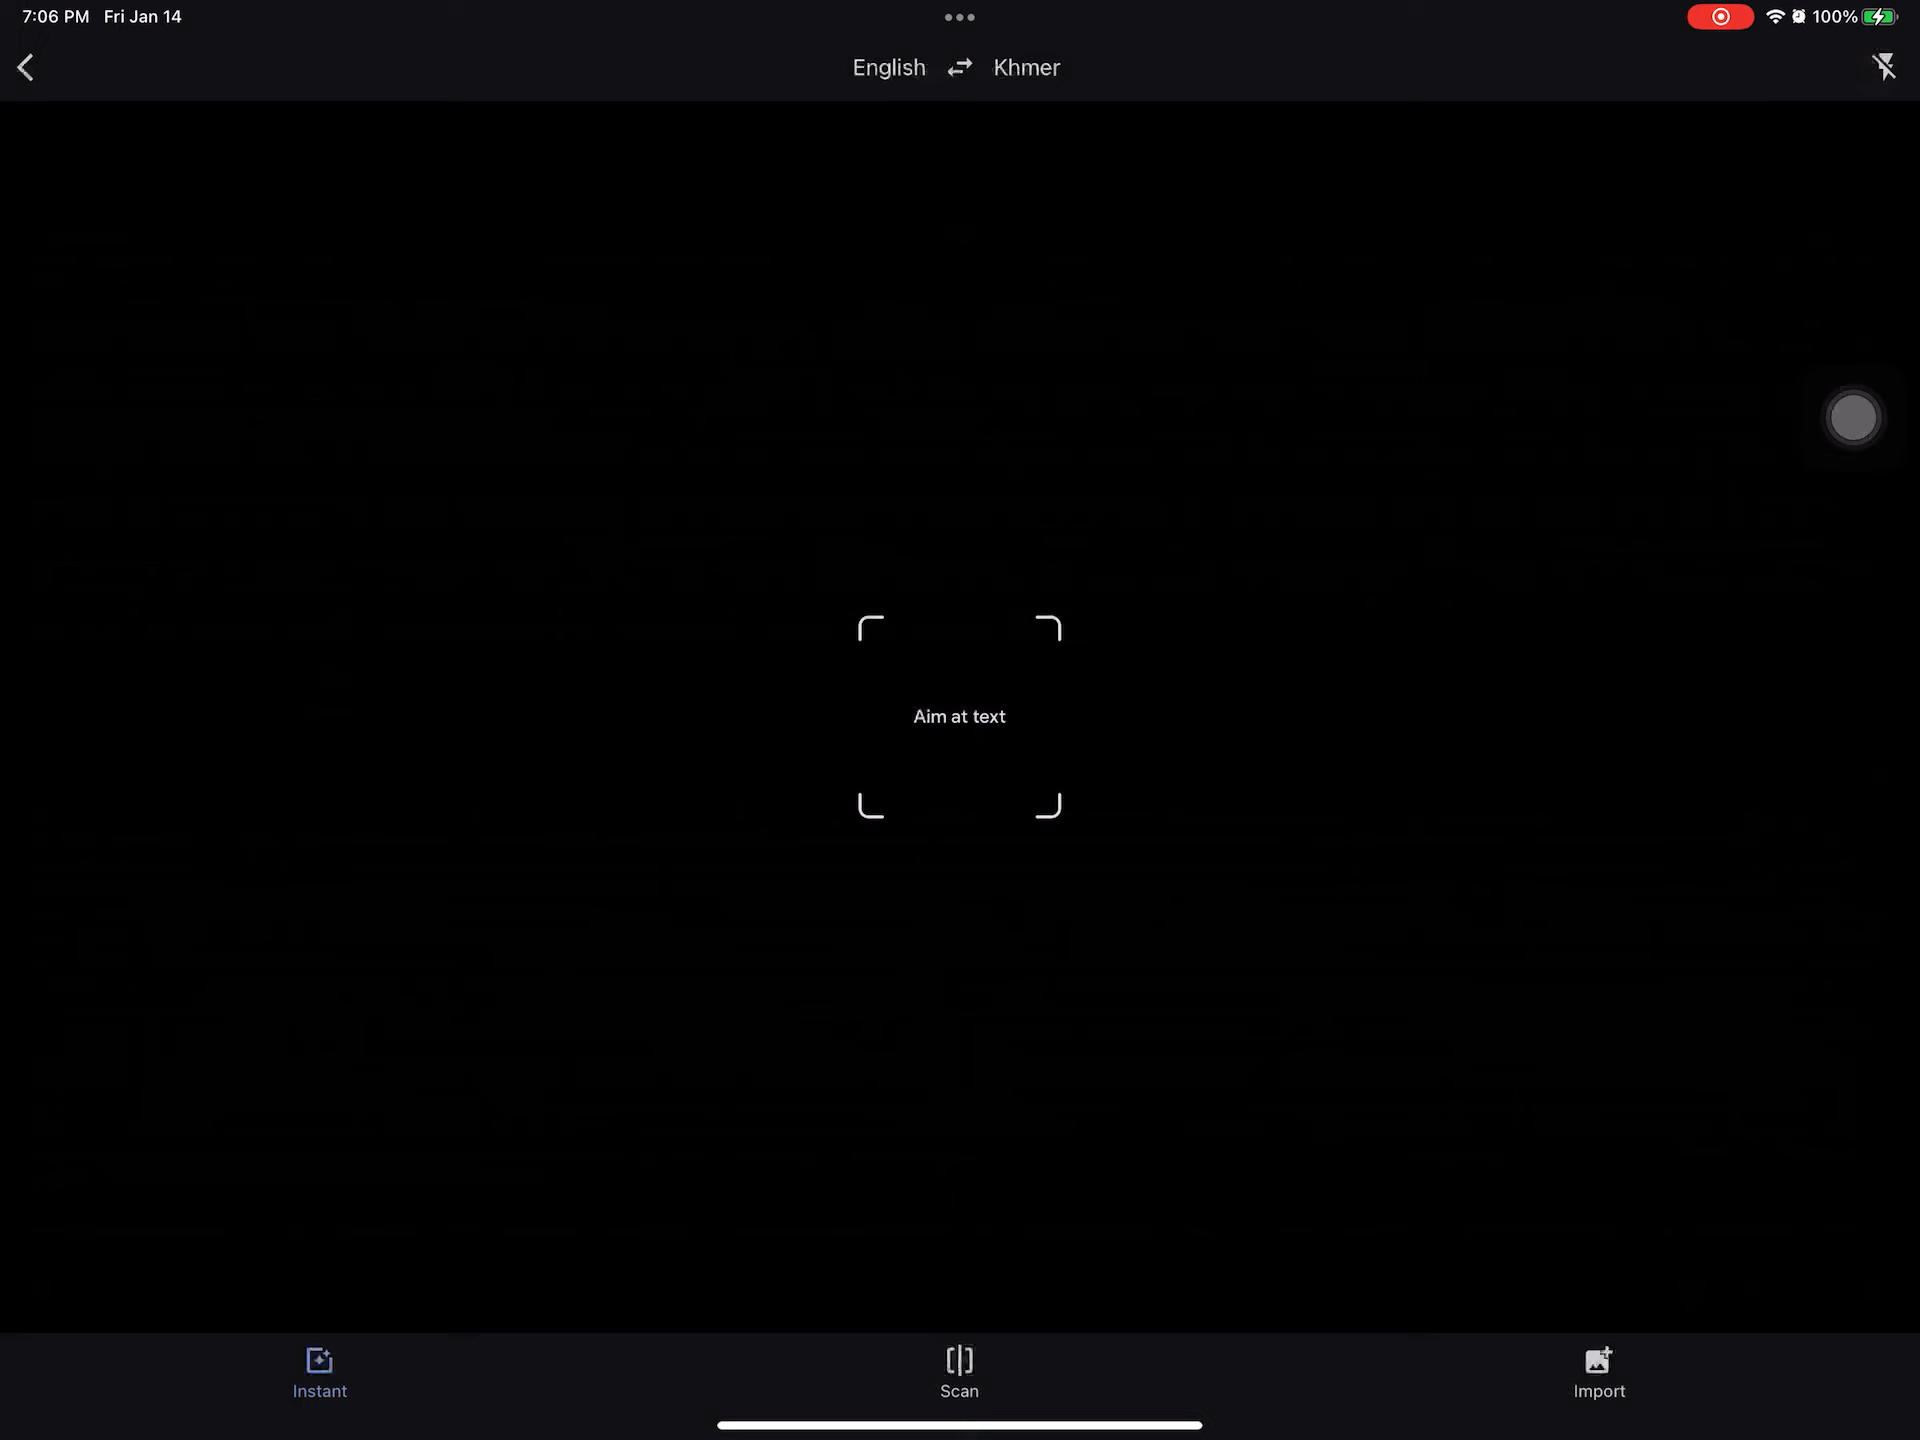 7:06 PM Fri Jan 14
100%
English Khmer
Aim at text
Instant
Scan
Import